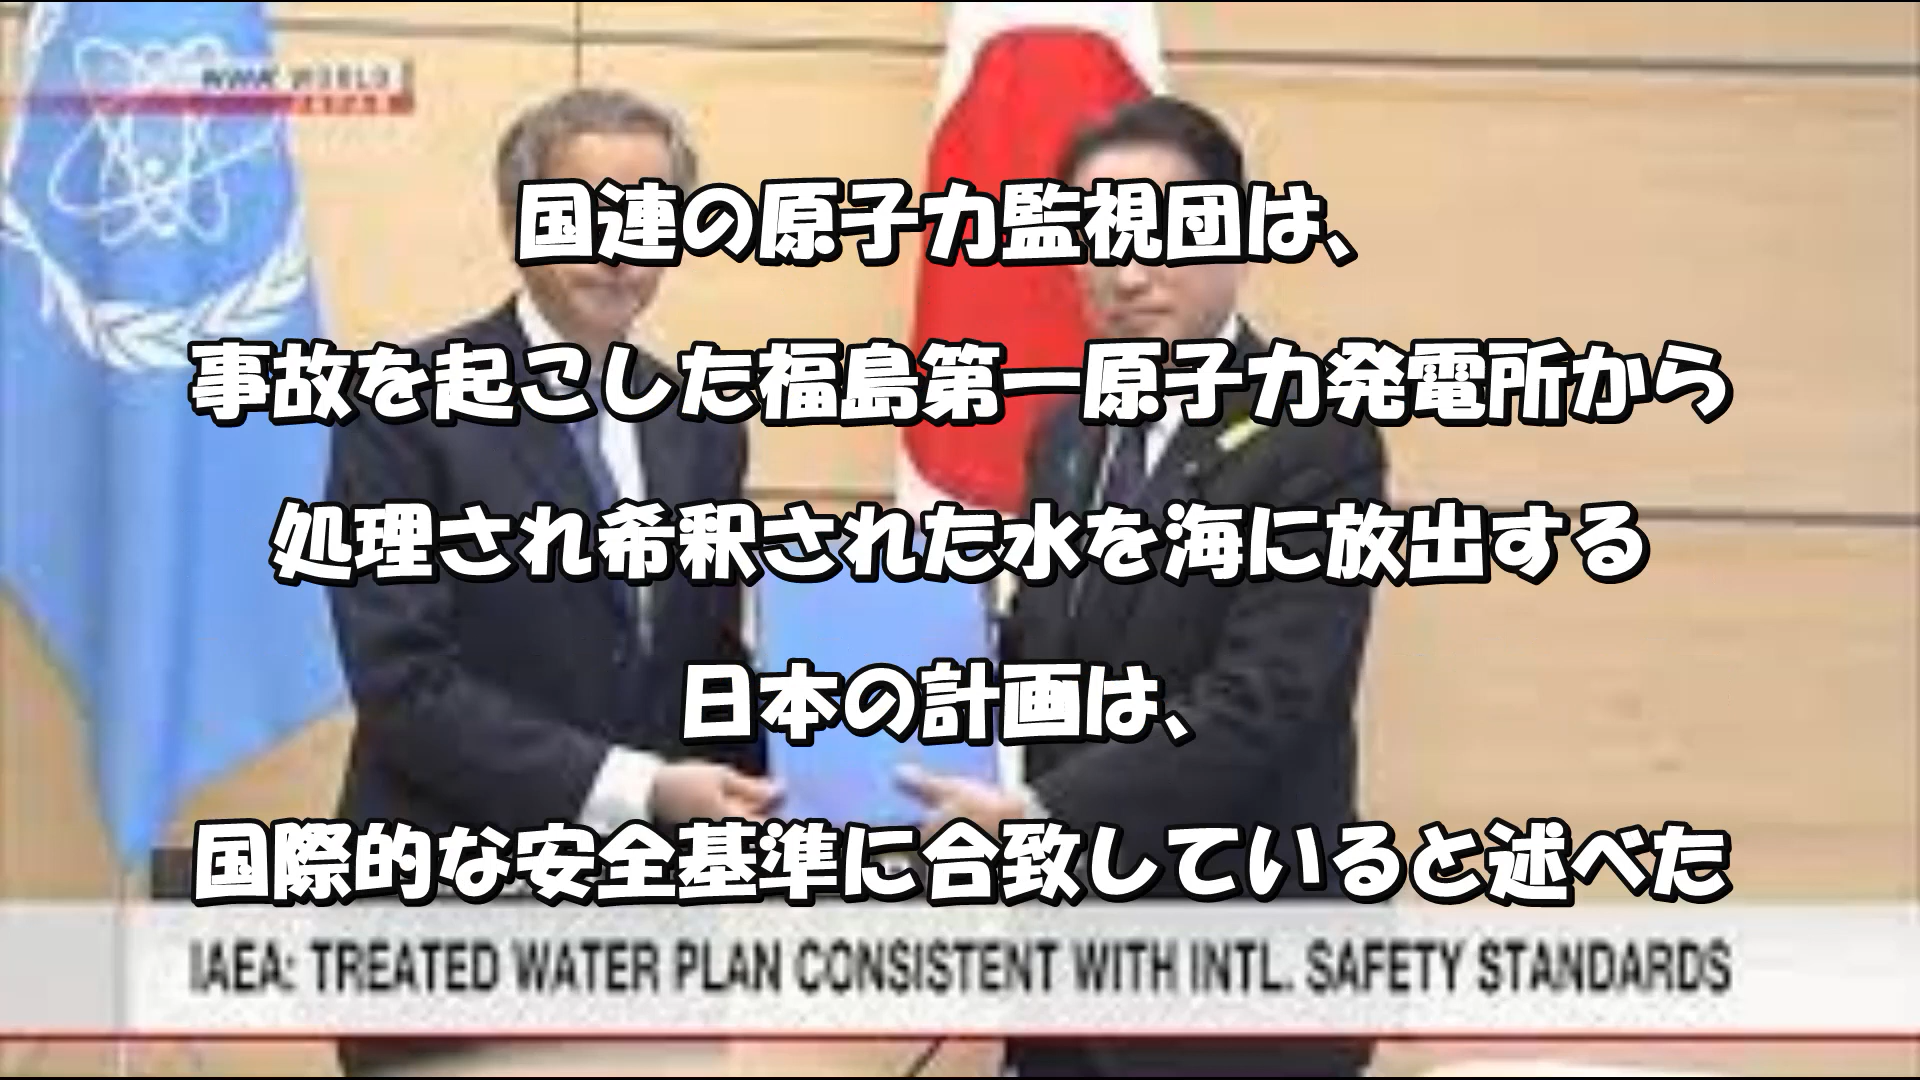 NHK WORLD
国連の原子力監視団は、
事故を起こした福島第一原子力発電所から
処理され希釈された水を海に放出する
日本の計画は、
国際的な安全基準に合致していると述べた
IAEA: TREATED WATER PLAN CONSISTENT WITH INTL. SAFETY STANDARDS